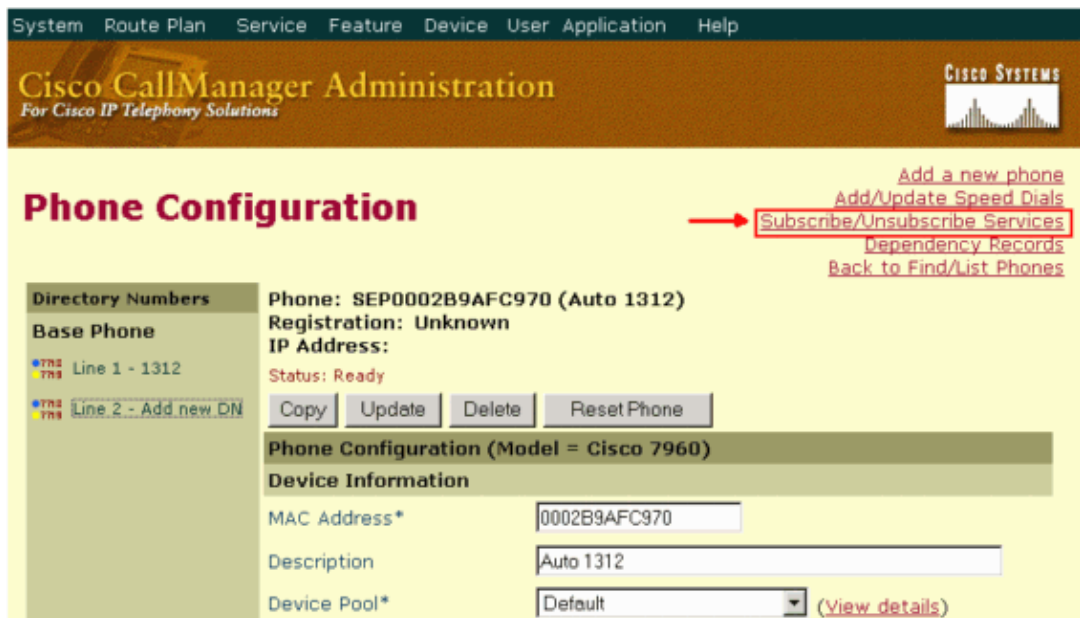 System Route Plan Service Feature Device User Application Help
Cisco CallManager Administration
For Cisco IP Telephony Solutions
CISCO SYSTEMS
Phone Configuration
Add a new phone
Add/Update Speed Dials
Subscribe/Unsubscribe Services
Dependency Records
Back to Find/List Phones
Directory Numbers
Base Phone
Line 1 - 1312
Line 2 - Add new DN
Phone: SEP0002B9AFC970 (Auto 1312)
Registration: Unknown
IP Address:
Status: Ready
Copy Update Delete Reset Phone
Phone Configuration (Model = Cisco 7960)
Device Information
MAC Address* 0002B9AFC970
Description Auto 1312
Device Pool* Default (View details)